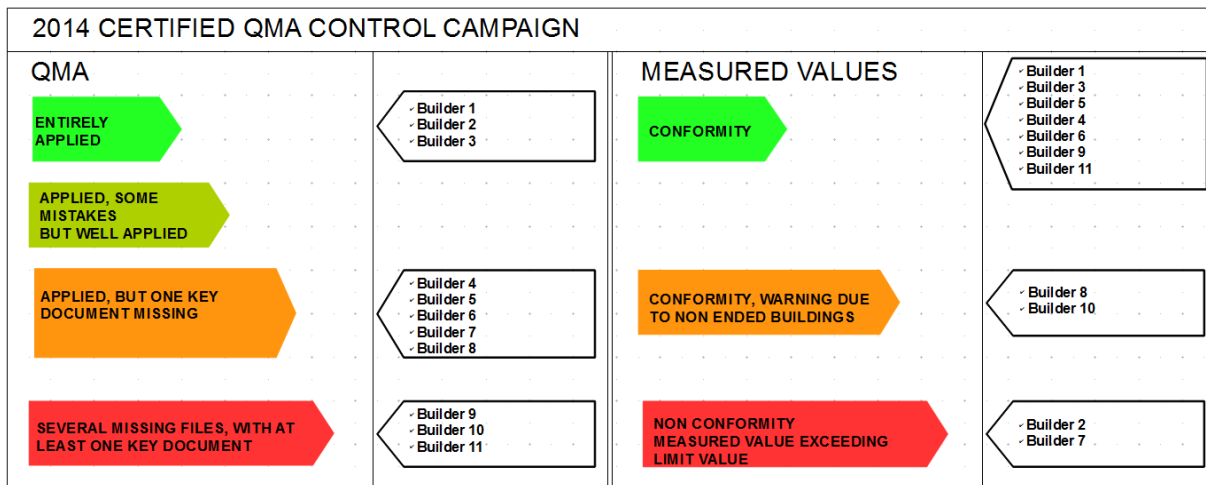 2014 CERTIFIED QMA CONTROL CAMPAIGN
QMA
ENTIRELY
APPLIED
Builder 1
Builder 2
Builder 3
APPLIED, SOME
MISTAKES
BUT WELL APPLIED
APPLIED, BUT ONE KEY
DOCUMENT MISSING
Builder 4
Builder 5
Builder 6
Builder 7
Builder 8
SEVERAL MISSING FILES, WITH AT
LEAST ONE KEY DOCUMENT
Builder 9
Builder 10
Builder 11
MEASURED VALUES
CONFORMITY
Builder 1
Builder 3
Builder 5
Builder 4
Builder 6
Builder 9
Builder 11
CONFORMITY, WARNING DUE
TO NON ENDED BUILDINGS
Builder 8
Builder 10
NON CONFORMITY
MEASURED VALUE EXCEEDING
LIMIT VALUE
Builder 2
Builder 7